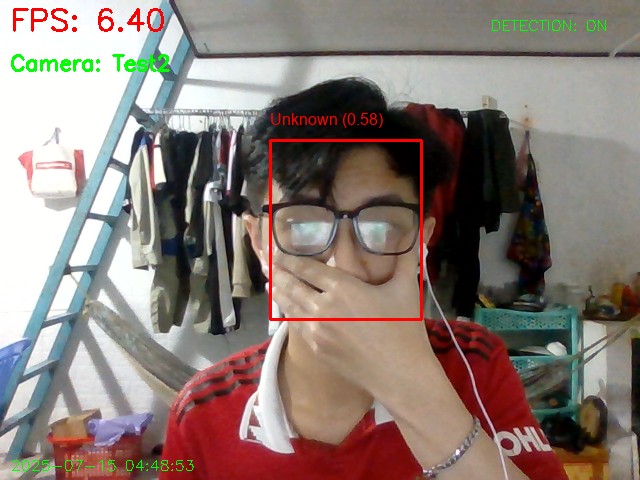 FPS: 6.40
DETECTION: ON
Camera: Test2
Unknown (0.58)
OHL
2025-07-15 04:48:53